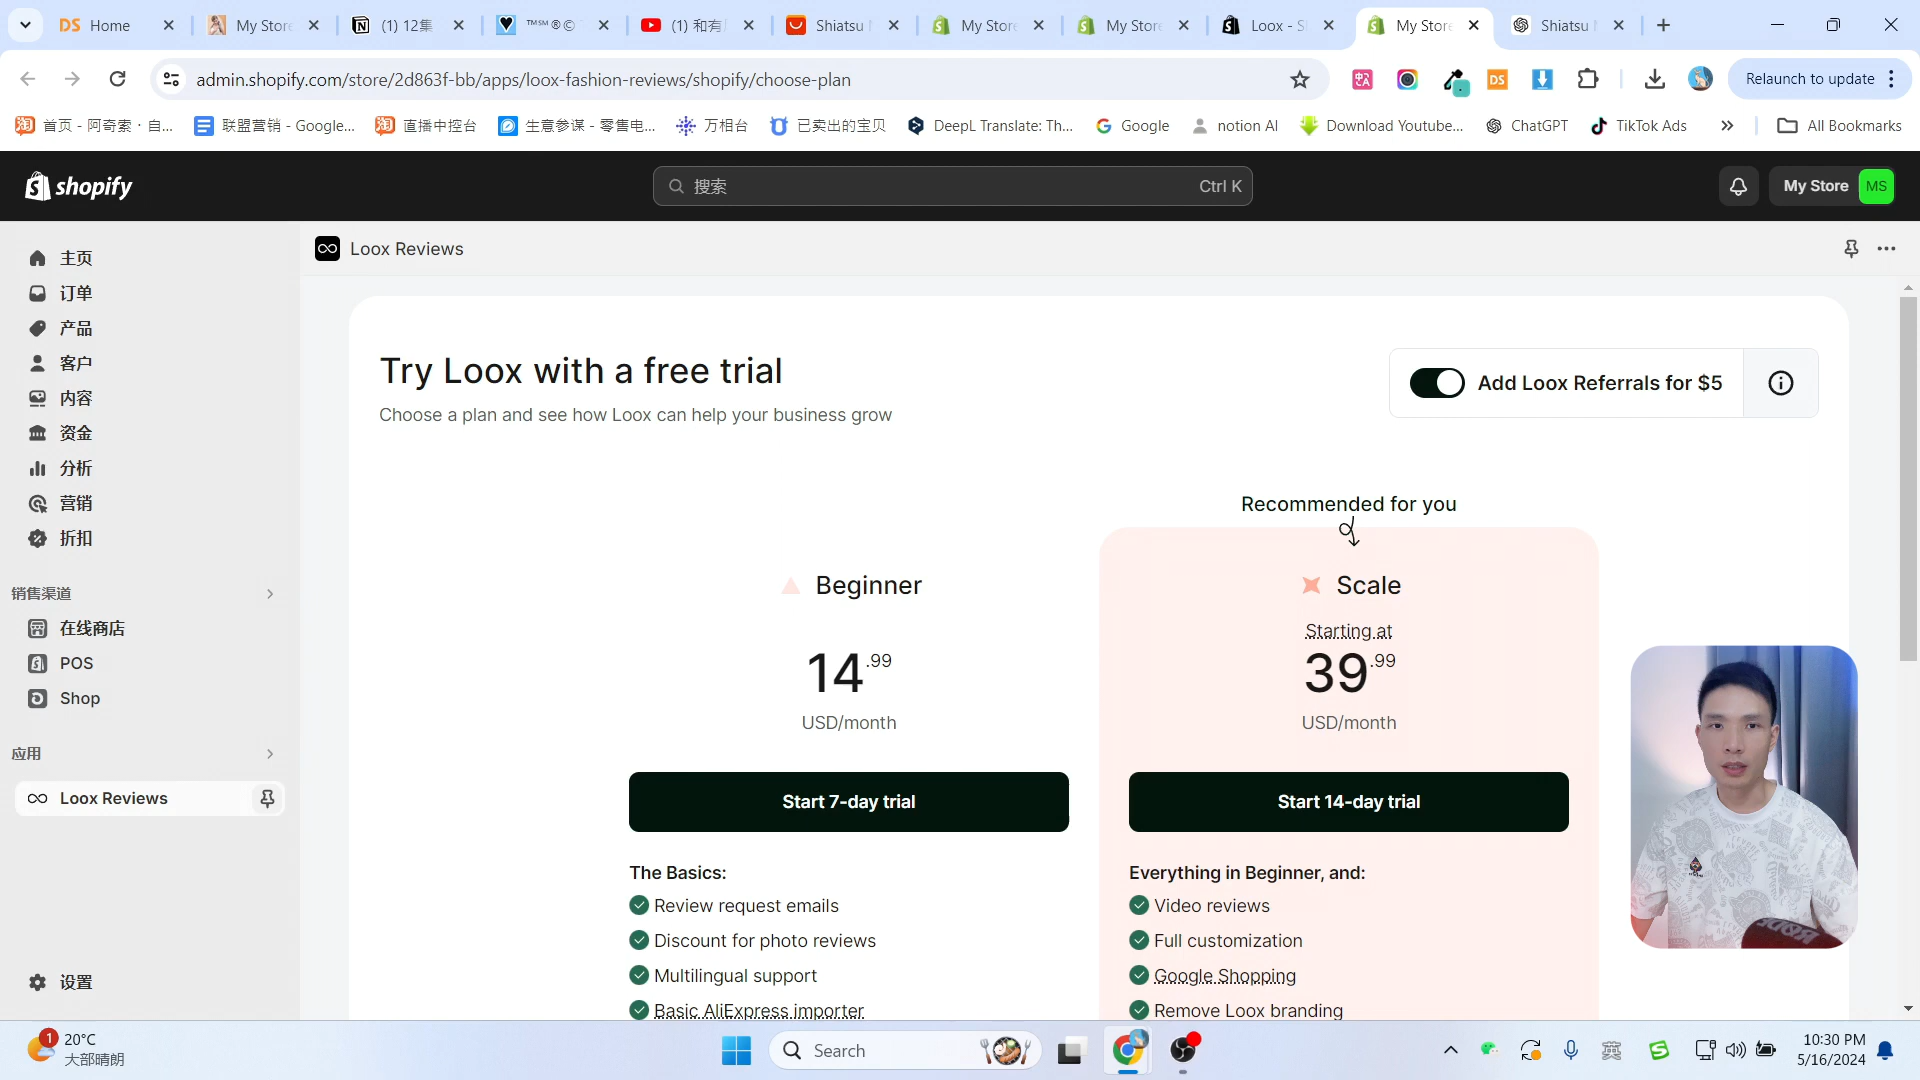 DS Home
My Store
(1) 12集
™℠®©
(1) 和有
Shiatsu
My Store
My Store
Loox - S
My Store
Shiatsu
admin.shopify.com/store/2d863f-bb/apps/loox-fashion-reviews/shopify/choose-plan
DS
Relaunch to update
首页 - 阿奇索 · 自...
联盟营销 - Google...
直播中控台
生意参谋 - 零售电...
万相台
已卖出的宝贝
DeepL Translate: Th...
Google
notion AI
Download Youtube...
ChatGPT
TikTok Ads
All Bookmarks
shopify
搜索
Ctrl K
My Store
MS
主页
订单
产品
客户
内容
资金
分析
营销
折扣
销售渠道
在线商店
POS
Shop
应用
Loox Reviews
设置
Loox Reviews
Try Loox with a free trial
Choose a plan and see how Loox can help your business grow
Add Loox Referrals for $5
Recommended for you
Beginner
14.99
USD/month
Start 7-day trial
The Basics:
Review request emails
Discount for photo reviews
Multilingual support
Basic AliExpress importer
Scale
Starting at
39.99
USD/month
Start 14-day trial
Everything in Beginner, and:
Video reviews
Full customization
Google Shopping
Remove Loox branding
RØDE
1
20°C
大部晴朗
Search
英
10:30 PM
5/16/2024